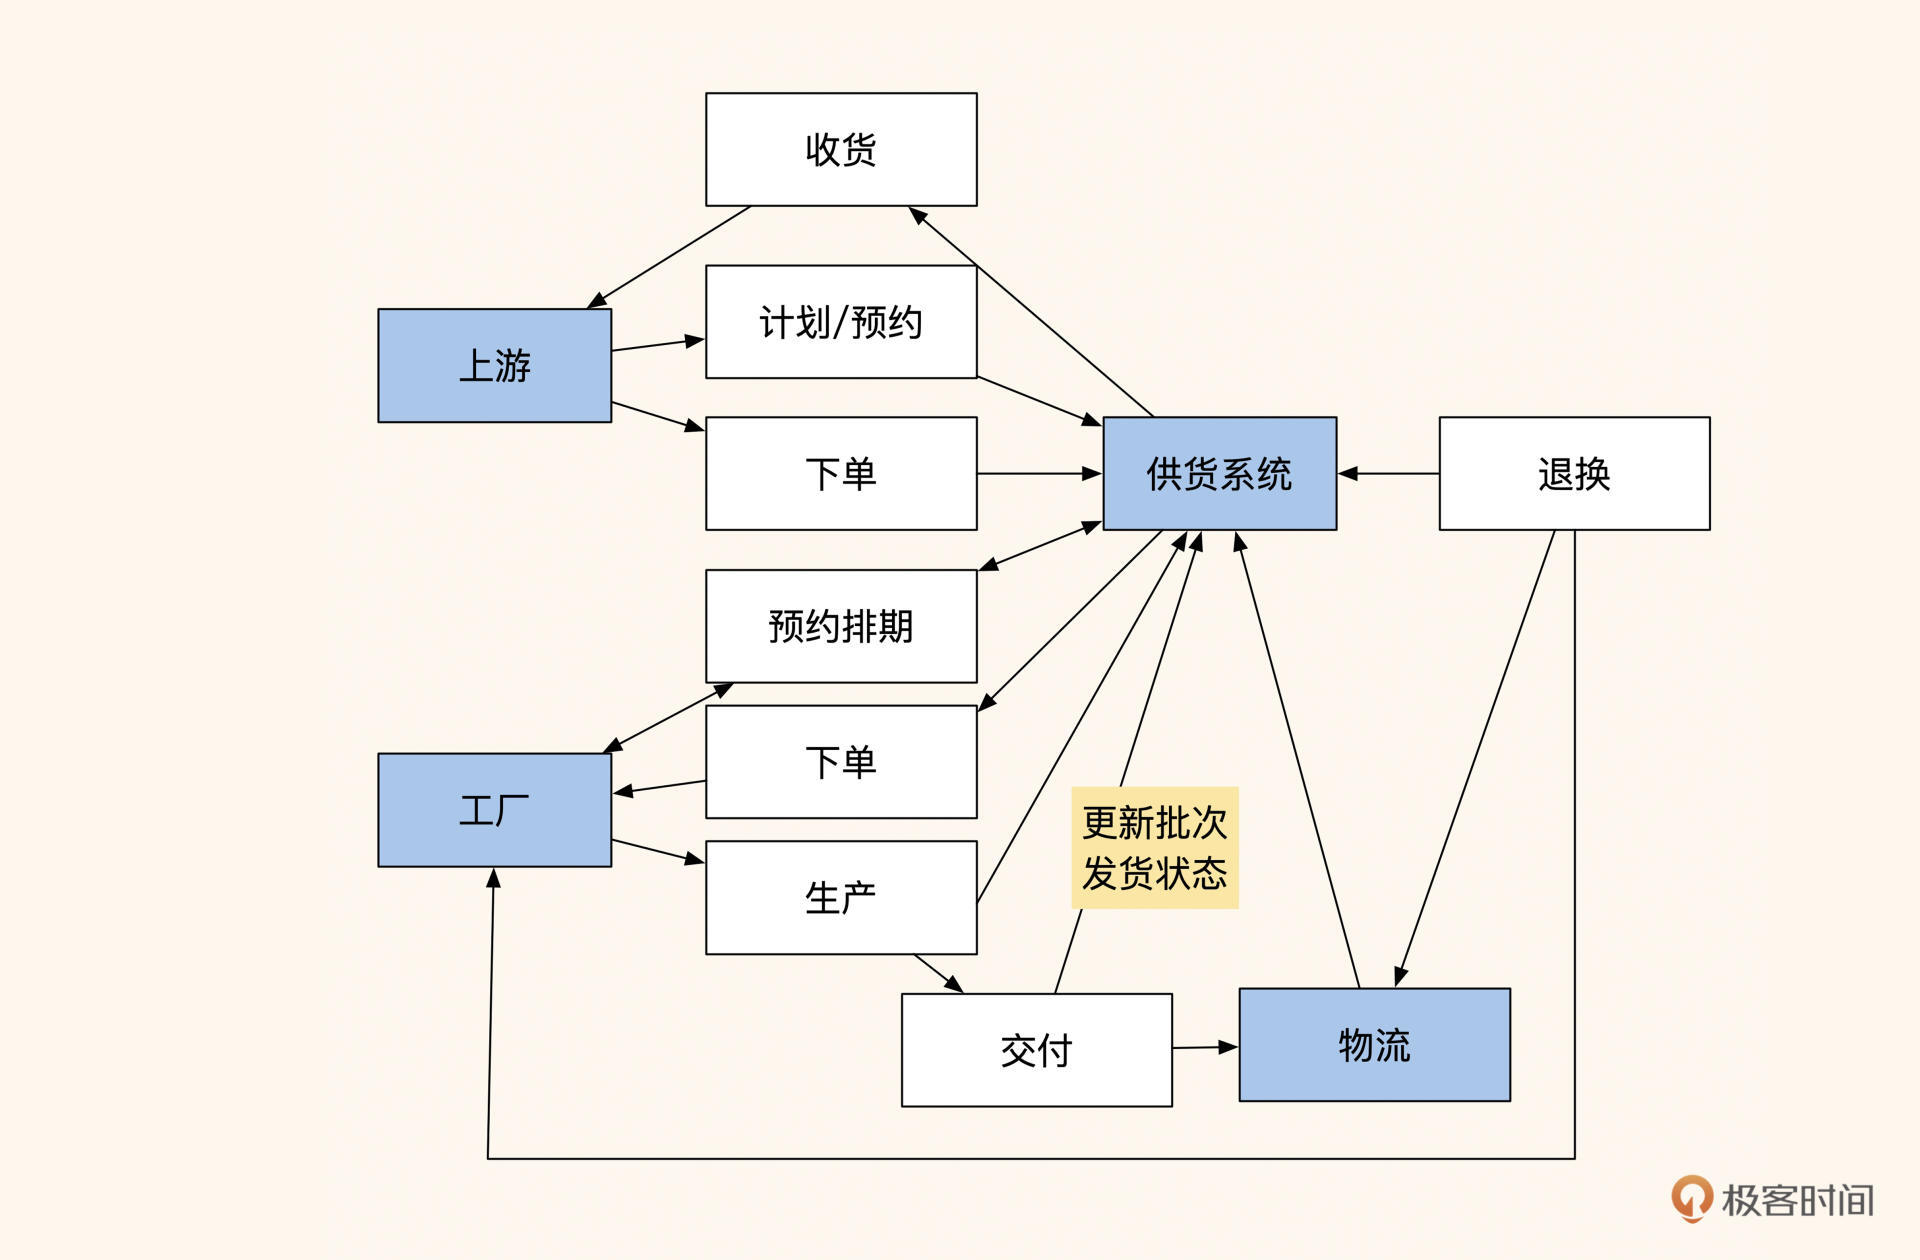 收货
计划/预约
上游
下单
供货系统
退换
预约排期
下单
工厂
更新批次
发货状态
生产
交付
物流
极客时间